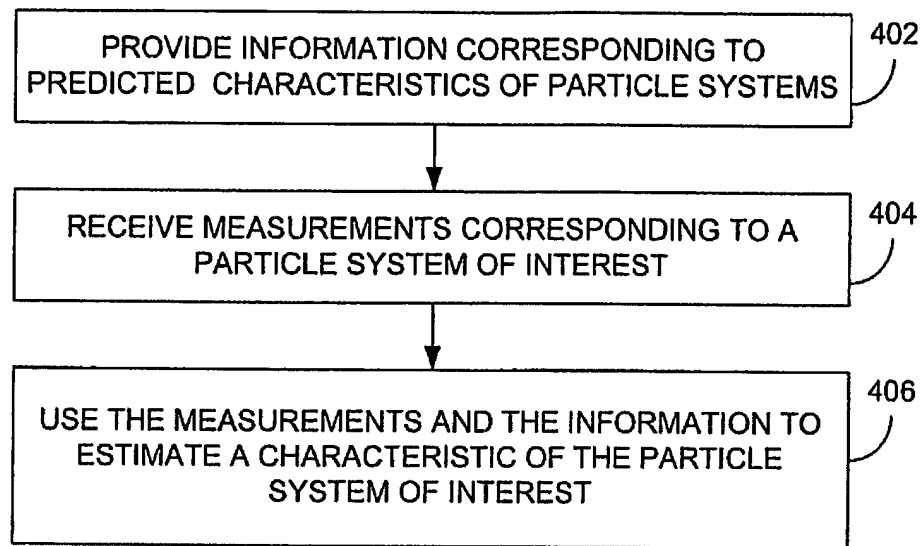 PROVIDE INFORMATION CORRESPONDING TO
PREDICTED CHARACTERISTICS OF PARTICLE SYSTEMS
402
RECEIVE MEASUREMENTS CORRESPONDING TO A
PARTICLE SYSTEM OF INTEREST
404
USE THE MEASUREMENTS AND THE INFORMATION TO
ESTIMATE A CHARACTERISTIC OF THE PARTICLE
SYSTEM OF INTEREST
406